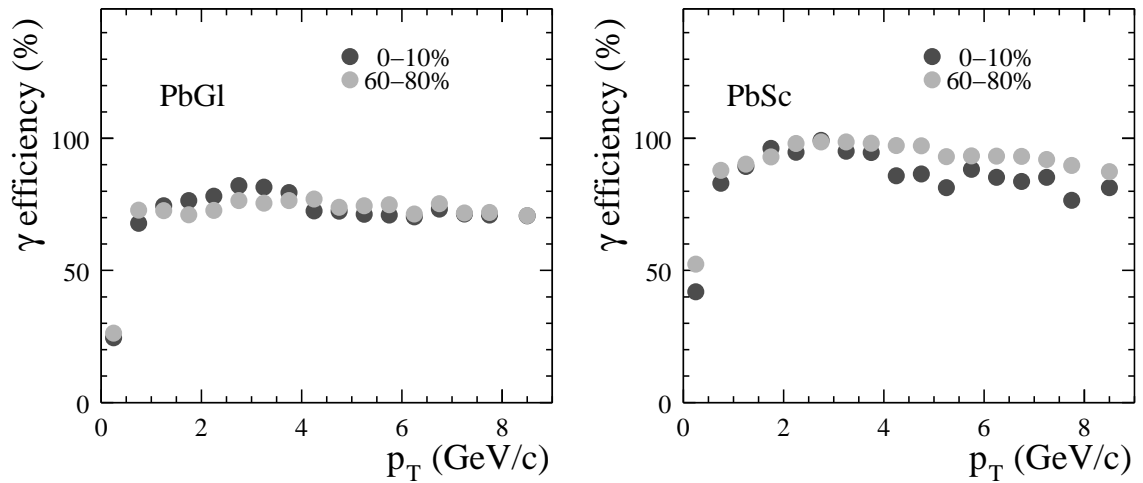 γ efficiency (%)
0–10%
60–80%
PbGl
100
50
0
0 2 4 6 8
p_T (GeV/c)
γ efficiency (%)
0–10%
60–80%
PbSc
100
50
0
0 2 4 6 8
p_T (GeV/c)